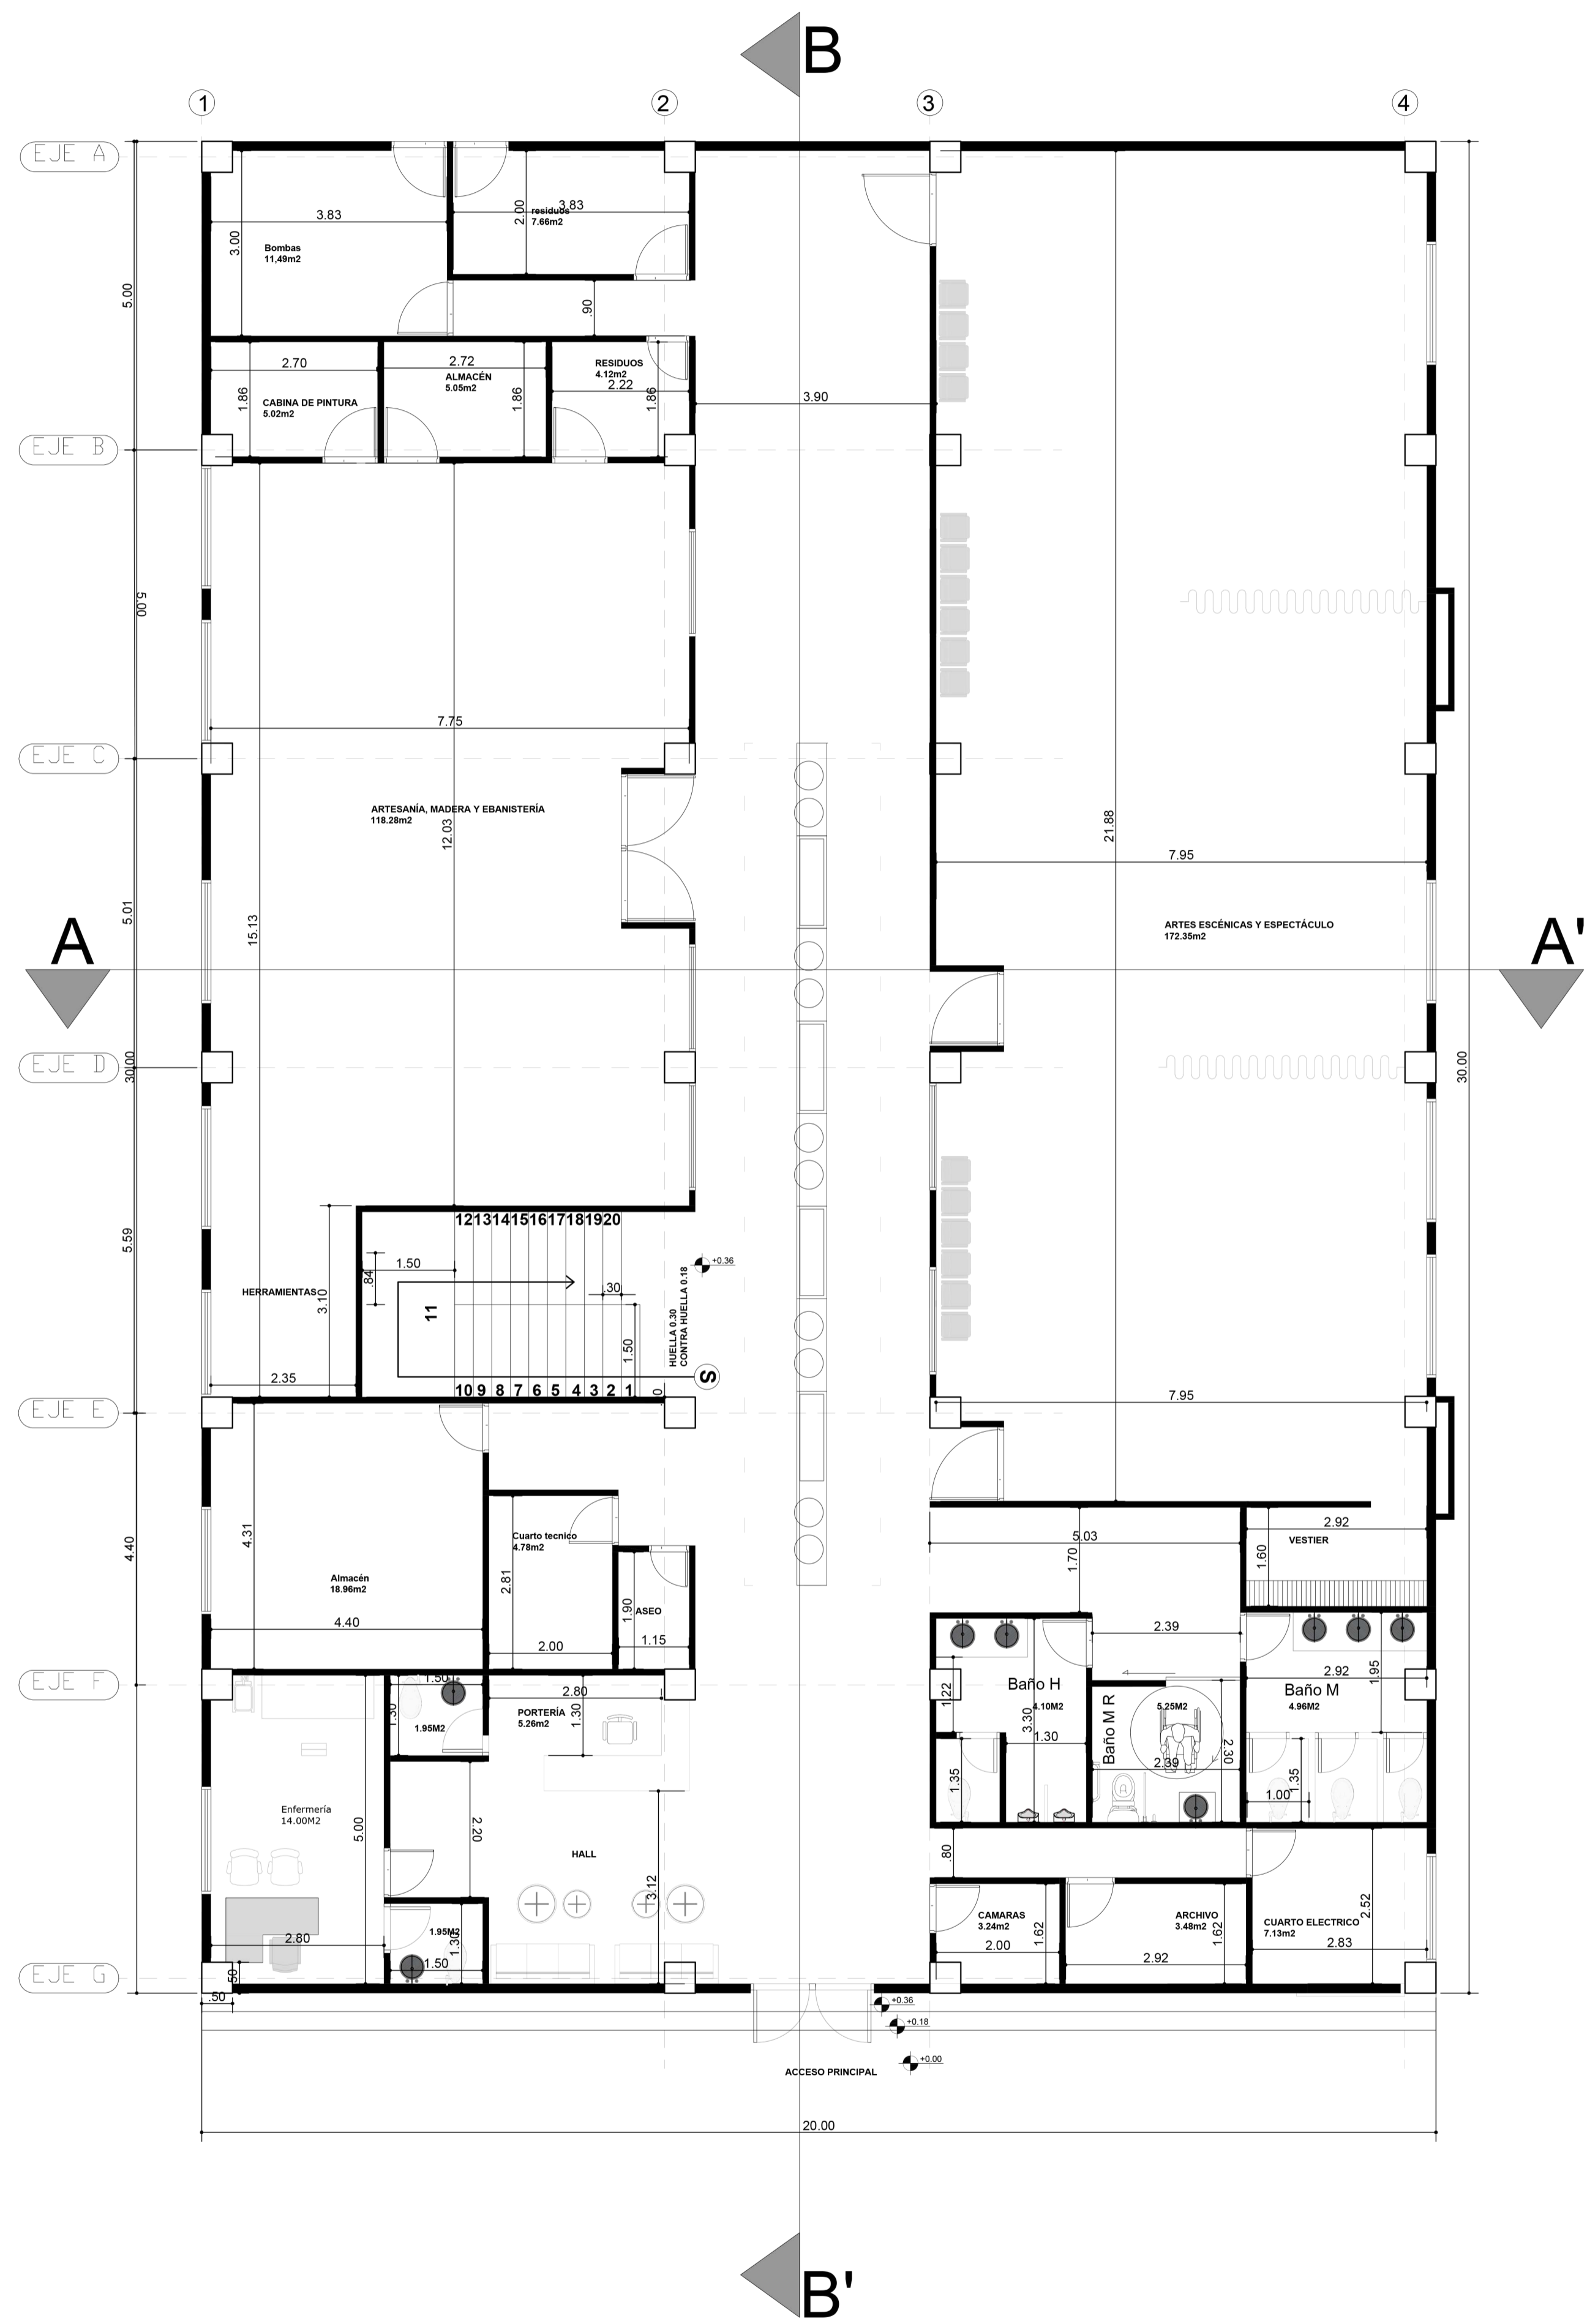 B
1
2
3
4
EJE A
3.83
3.83
residuos
7.66m2
2.00
3.00
Bombas
11,49m2
5.00
.90
2.70
2.72
ALMACÉN
5.05m2
RESIDUOS
4.12m2
2.22
1.86
CABINA DE PINTURA
5.02m2
1.86
1.86
3.90
EJE B
5.00
7.75
EJE C
ARTESANÍA, MADERA Y EBANISTERÍA
118.28m2
12.03
21.88
7.95
5.01
15.13
ARTES ESCÉNICAS Y ESPECTÁCULO
172.35m2
A
A'
EJE D
30.00
30.00
12 13 14 15 16 17 18 19 20
5.59
+0.36
1.50
.84
.30
HERRAMIENTAS
3.10
11
HUELLA 0.30
CONTRA HUELLA 0.18
1.50
S
2.35
10 9 8 7 6 5 4 3 2 1 0
7.95
EJE E
4.31
4.40
Cuarto tecnico
4.78m2
5.03
2.92
VESTIER
1.70
1.60
Almacén
18.96m2
2.81
1.90
ASEO
4.40
2.00
1.15
2.39
EJE F
1.50
2.80
Baño H
4.10M2
2.92
1.95
Baño M
4.96M2
1.22
1.30
1.95M2
PORTERÍA
5.26m2
1.30
3.30
5.25M2
Baño M R
1.30
2.39
2.30
1.35
1.35
1.00
Enfermería
14.00M2
5.00
2.20
HALL
3.12
.80
2.52
CAMARAS
3.24m2
1.62
ARCHIVO
3.48m2
1.62
CUARTO ELECTRICO
7.13m2
1.95M2
1.30
2.80
1.50
2.00
2.92
2.83
EJE G
.50
.50
+0.36
+0.18
+0.00
ACCESO PRINCIPAL
20.00
B'